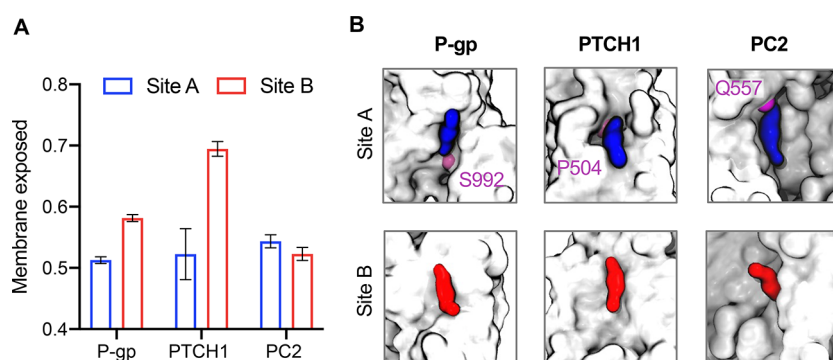 A
Membrane exposed
0.8
0.7
0.6
0.5
0.4
Site A
Site B
P-gp
PTCH1
PC2
B
P-gp
PTCH1
PC2
Site A
S992
P504
Q557
Site B